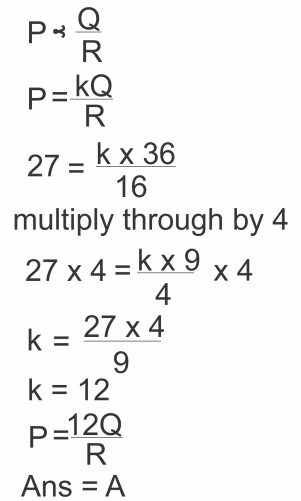 P ∝ Q/R
P = kQ/R
27 = k x 36/16
multiply through by 4
27 x 4 = k x 9/4 x 4
k = 27 x 4/9
k = 12
P = 12Q/R
Ans = A